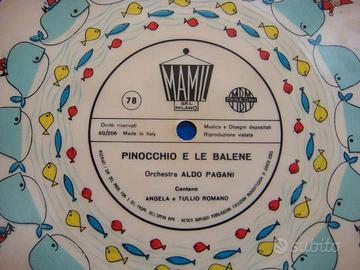 MAMIL
S.R.L.
MILANO
78
Diritti riservati
60/206 Made in Italy
Musica e Disegni depositati
Riproduzione vietata
PINOCCHIO E LE BALENE
Orchestra ALDO PAGANI
Cantano
ANGELA e TULLIO ROMANO
subito